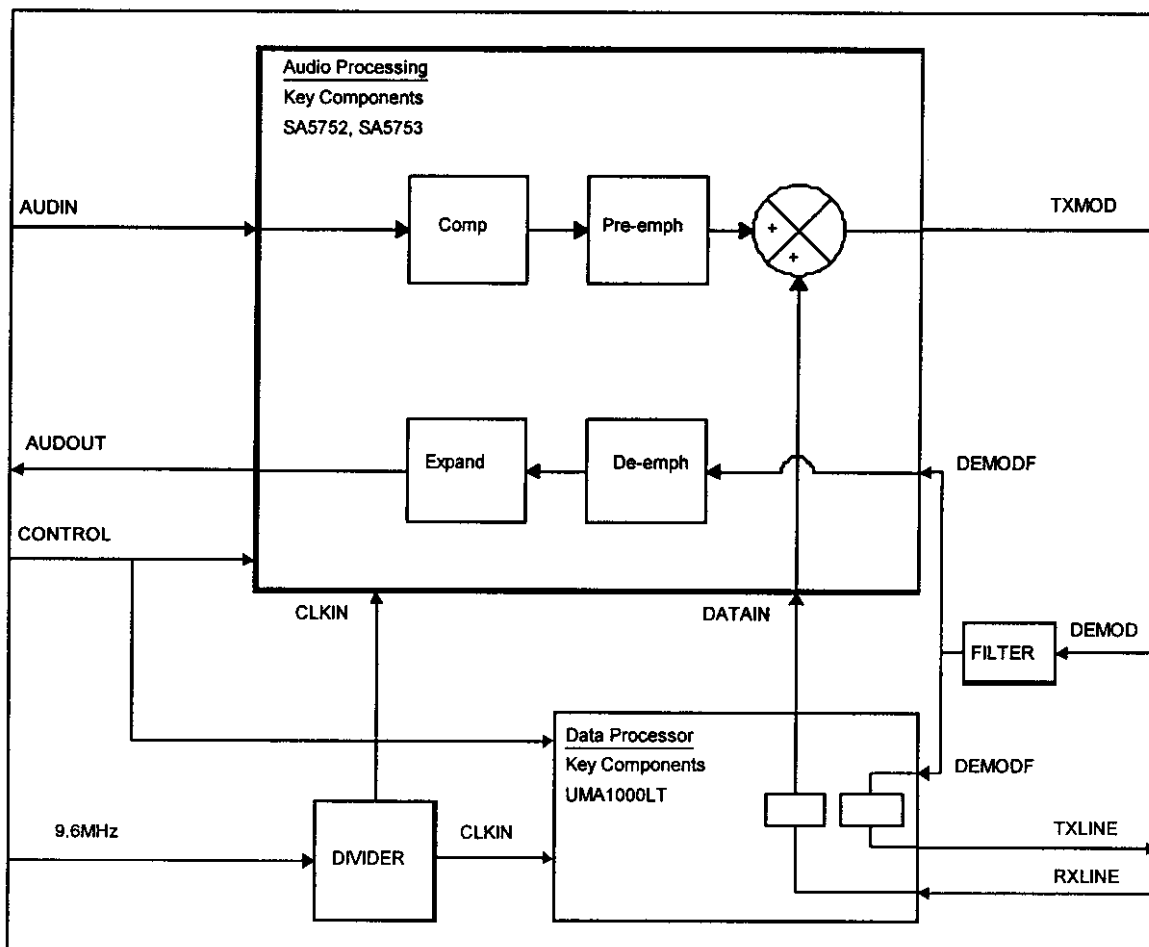 Audio Processing
Key Components
SA5752, SA5753
AUDIN
Comp
Pre-emph
+
+
TXMOD
AUDOUT
Expand
De-emph
DEMODF
CONTROL
CLKIN
DATAIN
DEMOD
FILTER
Data Processor
Key Components
UMA1000LT
DEMODF
9.6MHz
DIVIDER
CLKIN
TXLINE
RXLINE